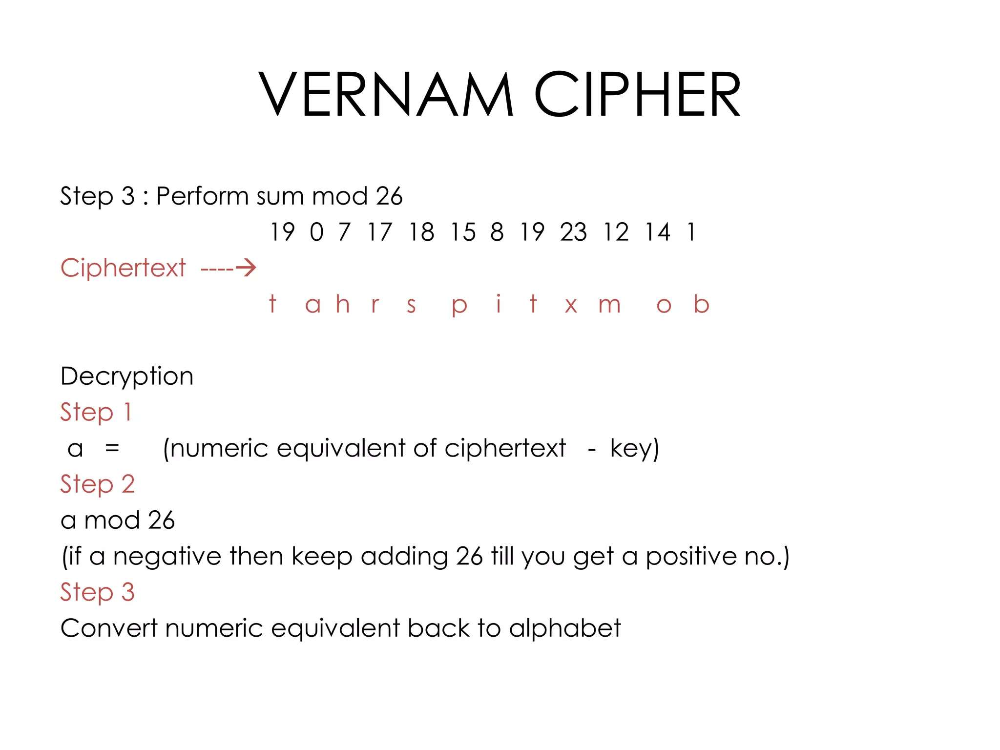 VERNAM CIPHER
Step 3 : Perform sum mod 26
19 0 7 17 18 15 8 19 23 12 14 1
Ciphertext ----→
t a h r s p i t x m o b
Decryption
Step 1
a = (numeric equivalent of ciphertext - key)
Step 2
a mod 26
(if a negative then keep adding 26 till you get a positive no.)
Step 3
Convert numeric equivalent back to alphabet